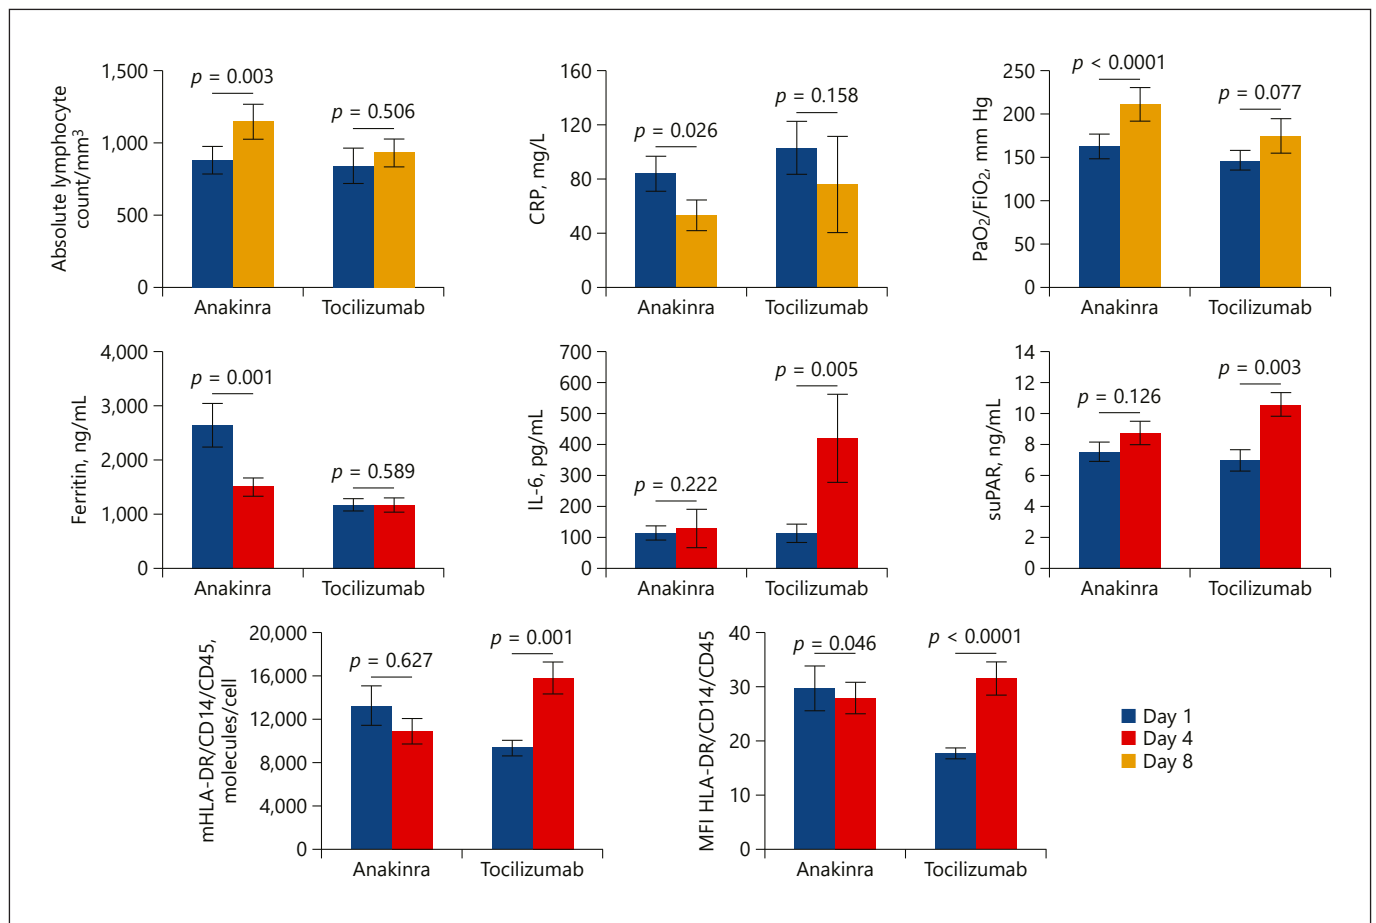 Absolute lymphocyte
count/mm³
1,500
1,000
500
0
p = 0.003
p = 0.506
Anakinra
Tocilizumab
CRP, mg/L
160
120
80
40
0
p = 0.026
p = 0.158
Anakinra
Tocilizumab
PaO₂/FiO₂, mm Hg
250
200
150
100
50
0
p < 0.0001
p = 0.077
Anakinra
Tocilizumab
Ferritin, ng/mL
4,000
3,000
2,000
1,000
0
p = 0.001
p = 0.589
Anakinra
Tocilizumab
IL-6, pg/mL
700
600
500
400
300
200
100
0
p = 0.222
p = 0.005
Anakinra
Tocilizumab
suPAR, ng/mL
14
12
10
8
6
4
2
0
p = 0.126
p = 0.003
Anakinra
Tocilizumab
mHLA-DR/CD14/CD45,
molecules/cell
20,000
16,000
12,000
8,000
4,000
0
p = 0.627
p = 0.001
Anakinra
Tocilizumab
MFI HLA-DR/CD14/CD45
40
30
20
10
0
p = 0.046
p < 0.0001
Anakinra
Tocilizumab
Day 1
Day 4
Day 8